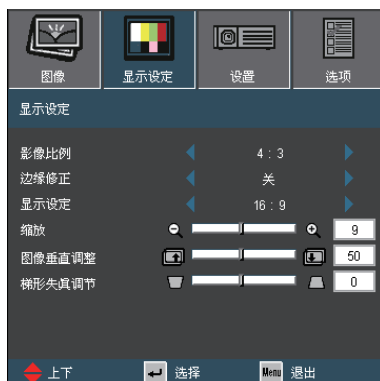 图像 显示设定 设置 选项
显示设定
影像比例 4 : 3
边缘修正 关
显示设定 16 : 9
缩放 9
图像垂直调整 50
梯形失真调节 0
上下 选择 Menu 退出